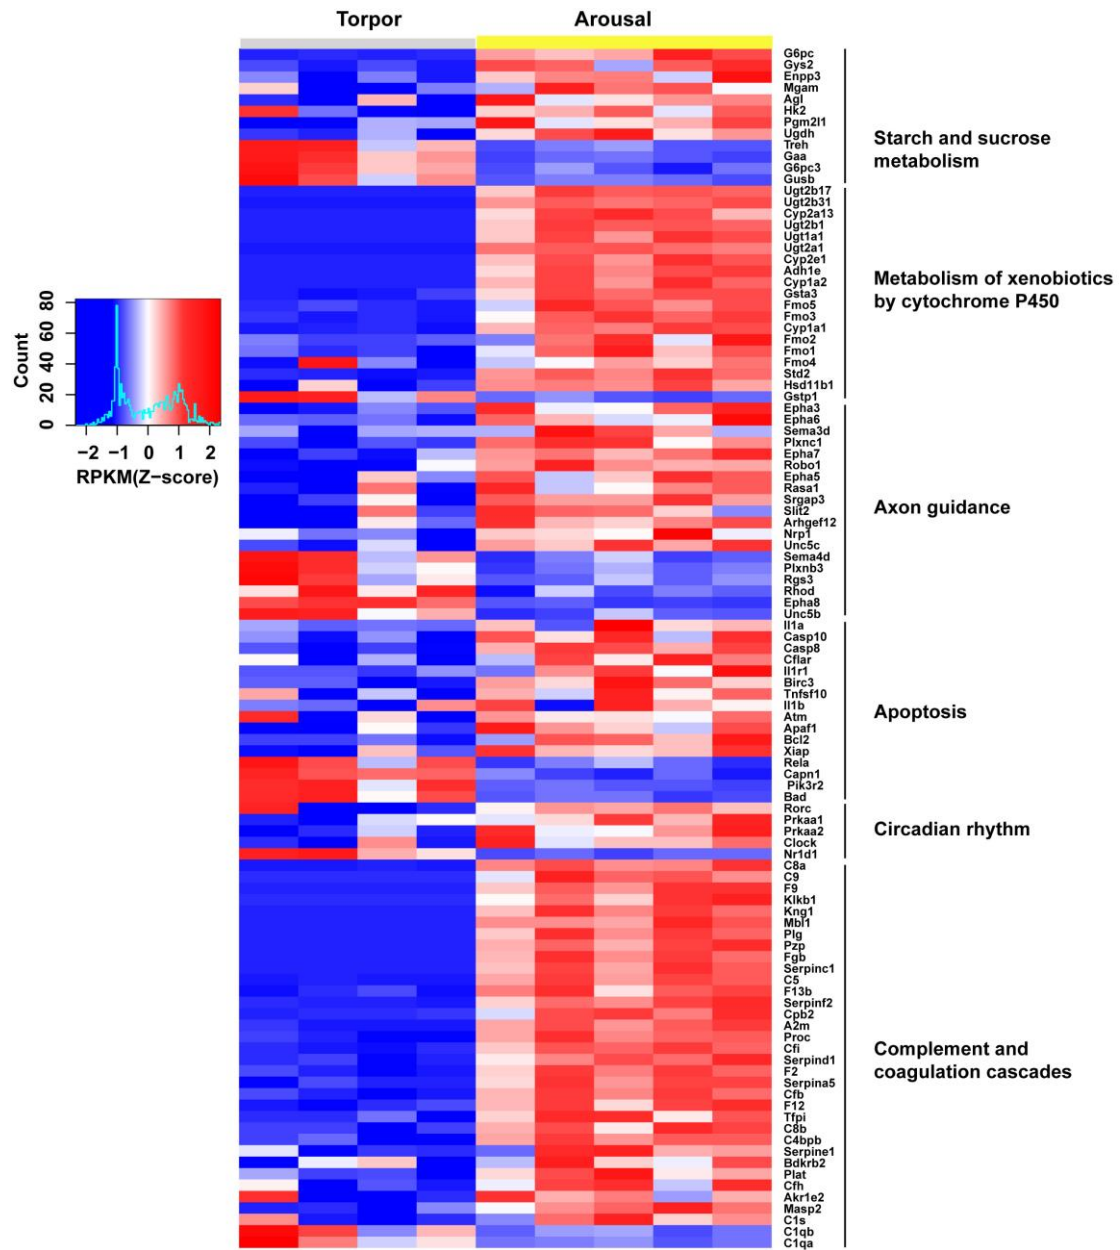 Torpor Arousal
G6pc
Gys2
Enpp3
Mgam
Agl
Hk2
Pgm2l1
Ugdh
Treh
Gaa
G6pc3
Gusb
Starch and sucrose
metabolism
Ugt2b17
Ugt2b31
Cyp2a13
Ugt2b1
Ugt1a1
Ugt2a1
Cyp2e1
Adh1e
Cyp1a2
Gsta3
Fmo5
Fmo3
Cyp1a1
Fmo2
Fmo1
Fmo4
Std2
Hsd11b1
Gstp1
Metabolism of xenobiotics
by cytochrome P450
Count
0 20 40 60 80
−2 −1 0 1 2
RPKM(Z−score)
Epha3
Epha6
Sema3d
Plxnc1
Epha7
Robo1
Epha5
Rasa1
Srgap3
Slit2
Arhgef12
Nrp1
Unc5c
Sema4d
Plxnb3
Rgs3
Rhod
Epha8
Unc5b
Axon guidance
Il1a
Casp10
Casp8
Cflar
Il1r1
Birc3
Tnfsf10
Il1b
Atm
Apaf1
Bcl2
Xiap
Rela
Capn1
Pik3r2
Bad
Apoptosis
Rorc
Prkaa1
Prkaa2
Clock
Nr1d1
Circadian rhythm
C8a
C9
F9
Klkb1
Kng1
Mbl1
Plg
Pzp
Fgb
Serpinc1
C5
F13b
Serpinf2
Cpb2
A2m
Proc
Cfi
Serpind1
F2
Serpina5
Cfb
F12
Tfpi
C8b
C4bpb
Serpine1
Bdkrb2
Plat
Cfh
Akr1e2
Masp2
C1s
C1qb
C1qa
Complement and
coagulation cascades